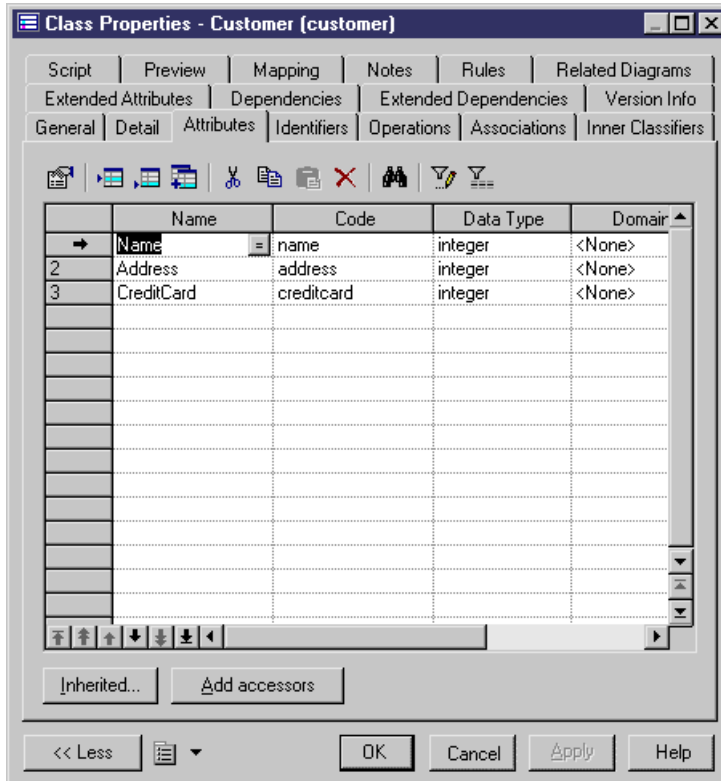 Class Properties - Customer (customer)
Script Preview Mapping Notes Rules Related Diagrams
Extended Attributes Dependencies Extended Dependencies Version Info
General Detail Attributes Identifiers Operations Associations Inner Classifiers
Name Code Data Type Domain
Name = name integer <None>
2 Address address integer <None>
3 CreditCard creditcard integer <None>
Inherited... Add accessors
<< Less OK Cancel Apply Help